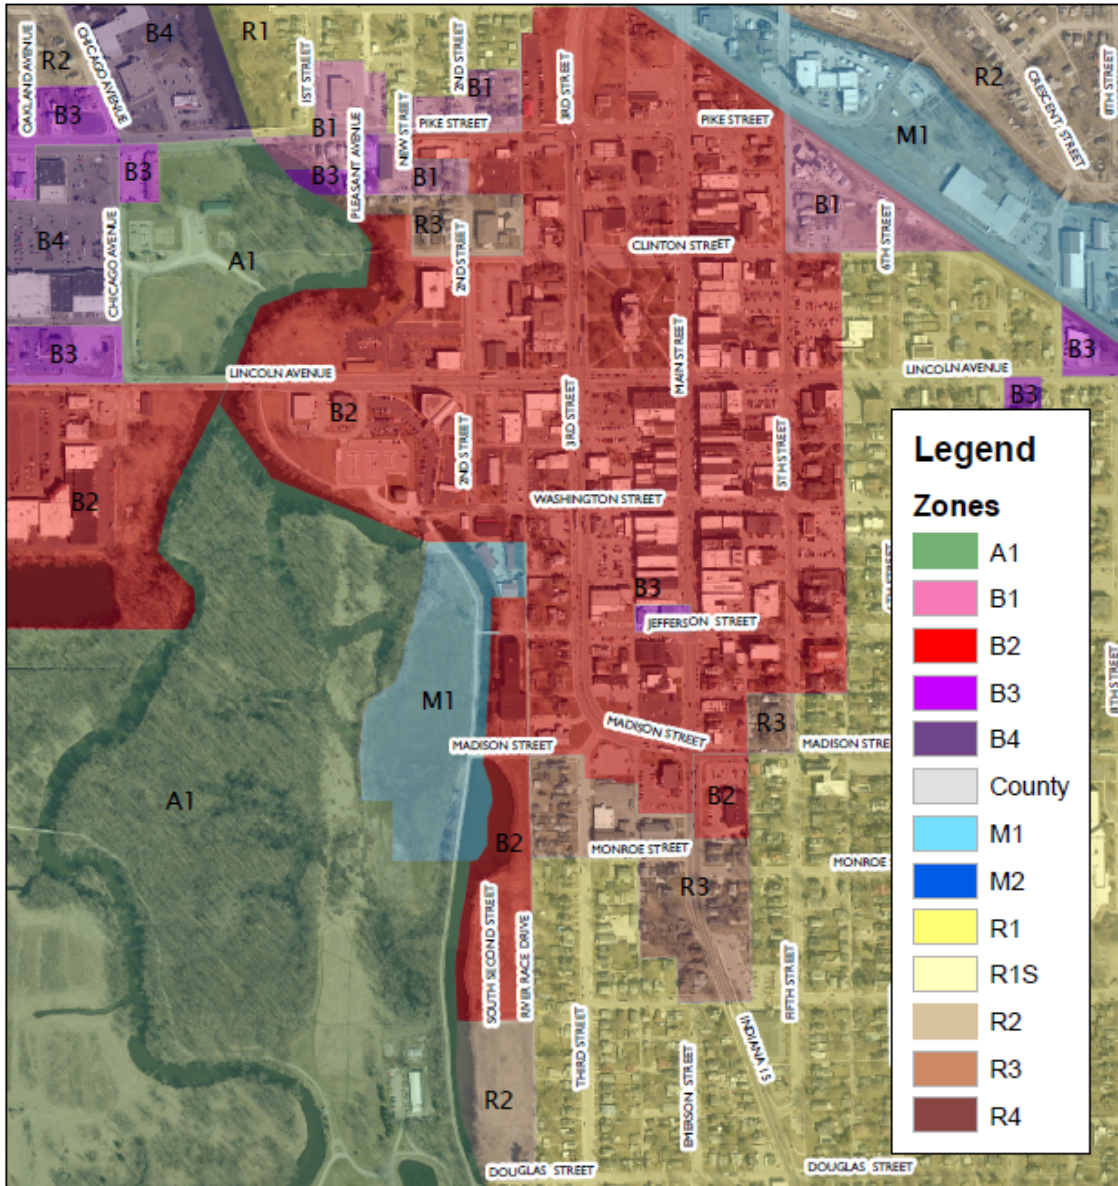 OAKLAND AVENUE
R2
CHICAGO AVENUE
B4
R1
1ST STREET
2ND STREET
B1
3RD STREET
PIKE STREET
R2
CRESCENT STREET
8TH STREET
M1
B3
B1
PLEASANT AVENUE
NEW STREET
PIKE STREET
B3
B3
B1
B1
6TH STREET
B4
CHICAGO AVENUE
A1
R3
2ND STREET
CLINTON STREET
MAIN STREET
B3
LINCOLN AVENUE
LINCOLN AVENUE
B3
B3
B2
2ND STREET
3RD STREET
5TH STREET
B2
WASHINGTON STREET
B3
JEFFERSON STREET
M1
MADISON STREET
MADISON STREET
R3
MADISON STREE
8TH STREET
A1
B2
B2
MONROE STREET
MONROE S
R3
SOUTH SECOND STREET
RIVER RACE DRIVE
THIRD STREET
EMERSON STREET
INDIANA 15
FIFTH STREET
R2
DOUGLAS STREET
DOUGLAS STREET
Legend
Zones
A1
B1
B2
B3
B4
County
M1
M2
R1
R1S
R2
R3
R4